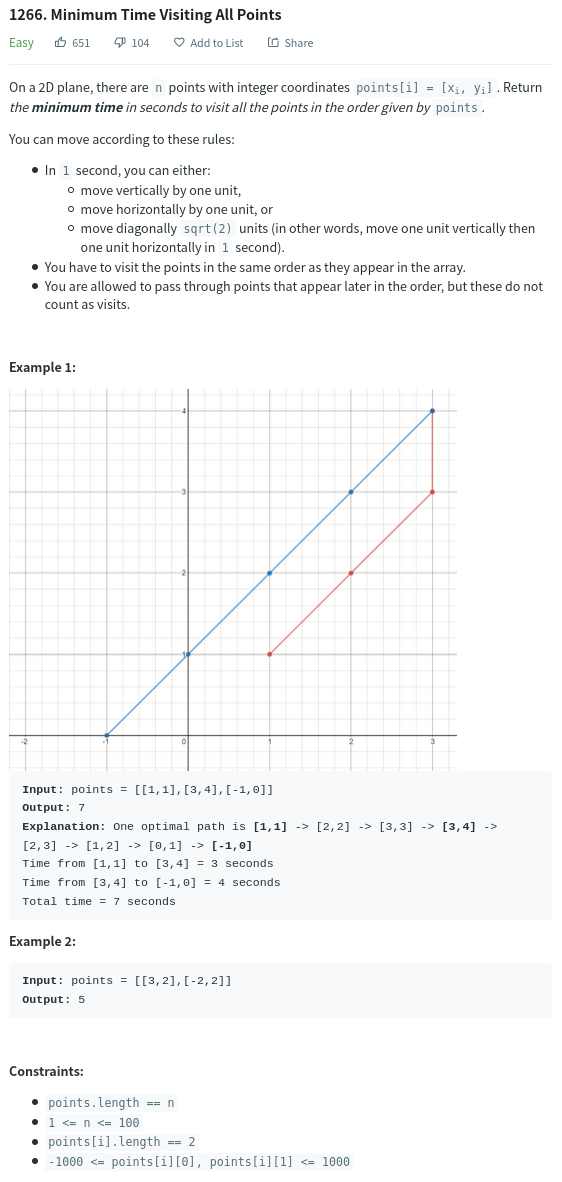 1266. Minimum Time Visiting All Points
Easy 651 104 Add to List Share
On a 2D plane, there are n points with integer coordinates points[i] = [xᵢ, yᵢ]. Return
the minimum time in seconds to visit all the points in the order given by points.
You can move according to these rules:
• In 1 second, you can either:
◦ move vertically by one unit,
◦ move horizontally by one unit, or
◦ move diagonally sqrt(2) units (in other words, move one unit vertically then
one unit horizontally in 1 second).
• You have to visit the points in the same order as they appear in the array.
• You are allowed to pass through points that appear later in the order, but these do not
count as visits.
Example 1:
4
3
2
1
-2 -1 0 1 2 3
Input: points = [[1,1],[3,4],[-1,0]]
Output: 7
Explanation: One optimal path is [1,1] -> [2,2] -> [3,3] -> [3,4] ->
[2,3] -> [1,2] -> [0,1] -> [-1,0]
Time from [1,1] to [3,4] = 3 seconds
Time from [3,4] to [-1,0] = 4 seconds
Total time = 7 seconds
Example 2:
Input: points = [[3,2],[-2,2]]
Output: 5
Constraints:
• points.length == n
• 1 <= n <= 100
• points[i].length == 2
• -1000 <= points[i][0], points[i][1] <= 1000